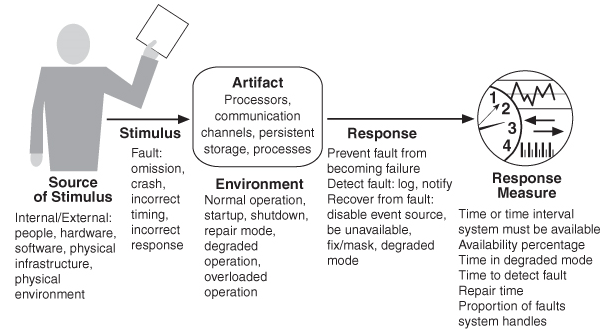 Source
of Stimulus
Internal/External:
people, hardware,
software, physical
infrastructure,
physical
environment
Stimulus
Fault:
omission,
crash,
incorrect
timing,
incorrect
response
Artifact
Processors,
communication
channels, persistent
storage, processes
Environment
Normal operation,
startup, shutdown,
repair mode,
degraded
operation,
overloaded
operation
Response
Prevent fault from
becoming failure
Detect fault: log, notify
Recover from fault:
disable event source,
be unavailable,
fix/mask, degraded
mode
1
2
3
4
Response
Measure
Time or time interval
system must be available
Availability percentage
Time in degraded mode
Time to detect fault
Repair time
Proportion of faults
system handles